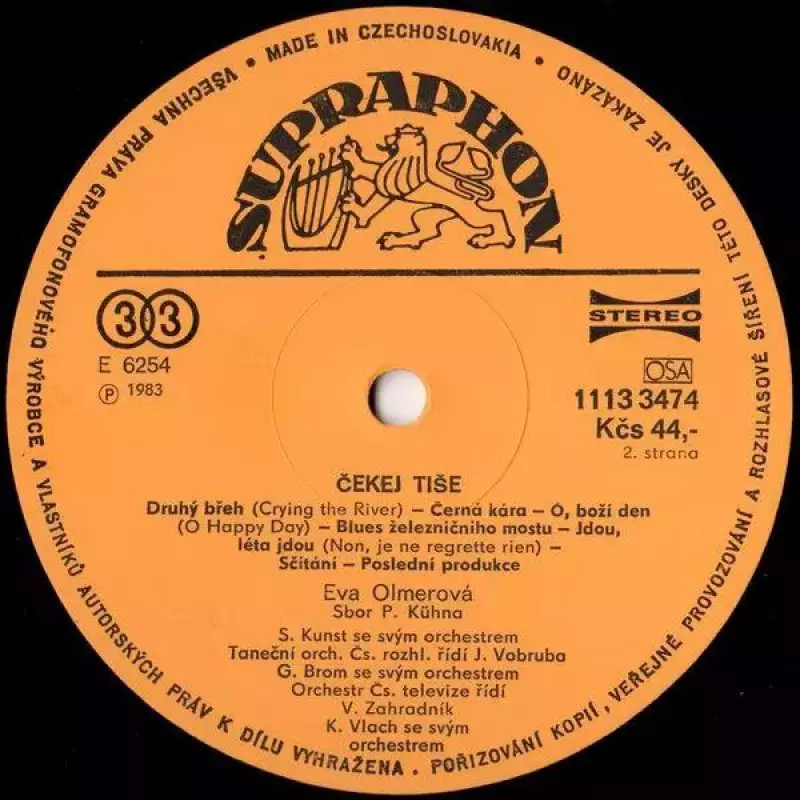 VŠECHNA PRÁVA GRAMOFONOVÉHO VÝROBCE A VLASTNÍKŮ AUTORSKÝCH PRÁV K DÍLU VYHRAŽENA. POŘIZOVÁNÍ KOPIÍ, VEŘEJNÉ PROVOZOVÁNÍ A ROZHLASOVÉ ŠÍŘENÍ TÉTO DESKY JE ZAKÁZÁNO
• MADE IN CZECHOSLOVAKIA •
SUPRAPHON
33
STEREO
E 6254
Ⓟ 1983
OSA
1113 3474
Kčs 44,-
2. strana
ČEKEJ TIŠE
Druhý břeh (Crying the River) – Černá kára – Ó, boží den
(O Happy Day) – Blues železničního mostu – Jdou,
léta jdou (Non, je ne regrette rien) –
Sčítání – Poslední produkce
Eva Olmerová
Sbor P. Kühna
S. Kunst se svým orchestrem
Taneční orch. Čs. rozhl. řídí J. Vobruba
G. Brom se svým orchestrem
Orchestr Čs. televize řídí
V. Zahradník
K. Vlach se svým
orchestrem